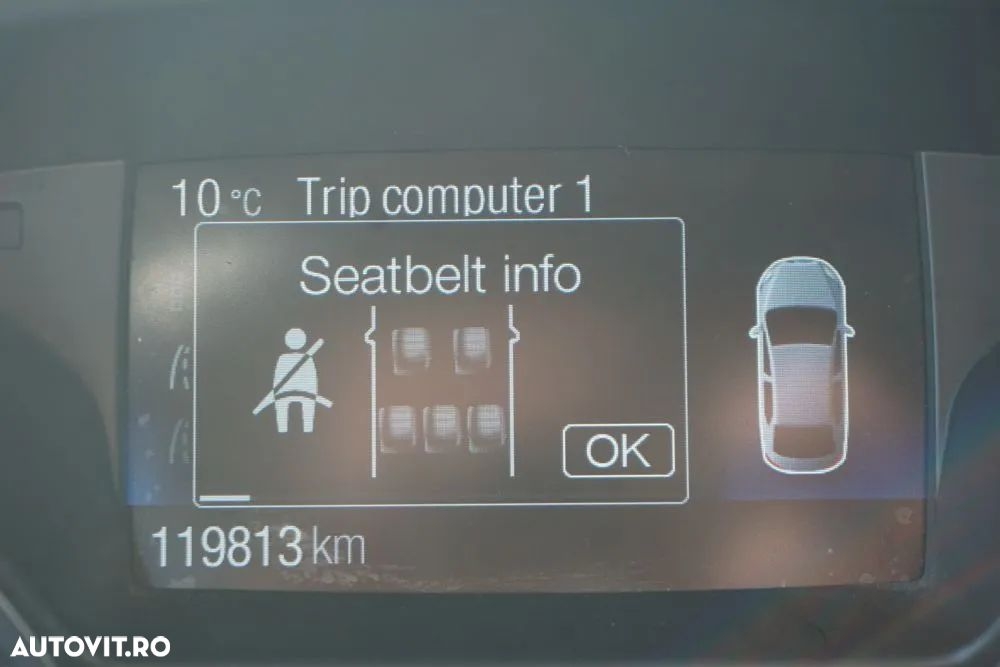 10 °C Trip computer 1
Seatbelt info
OK
119813 km
AUTOVIT.RO